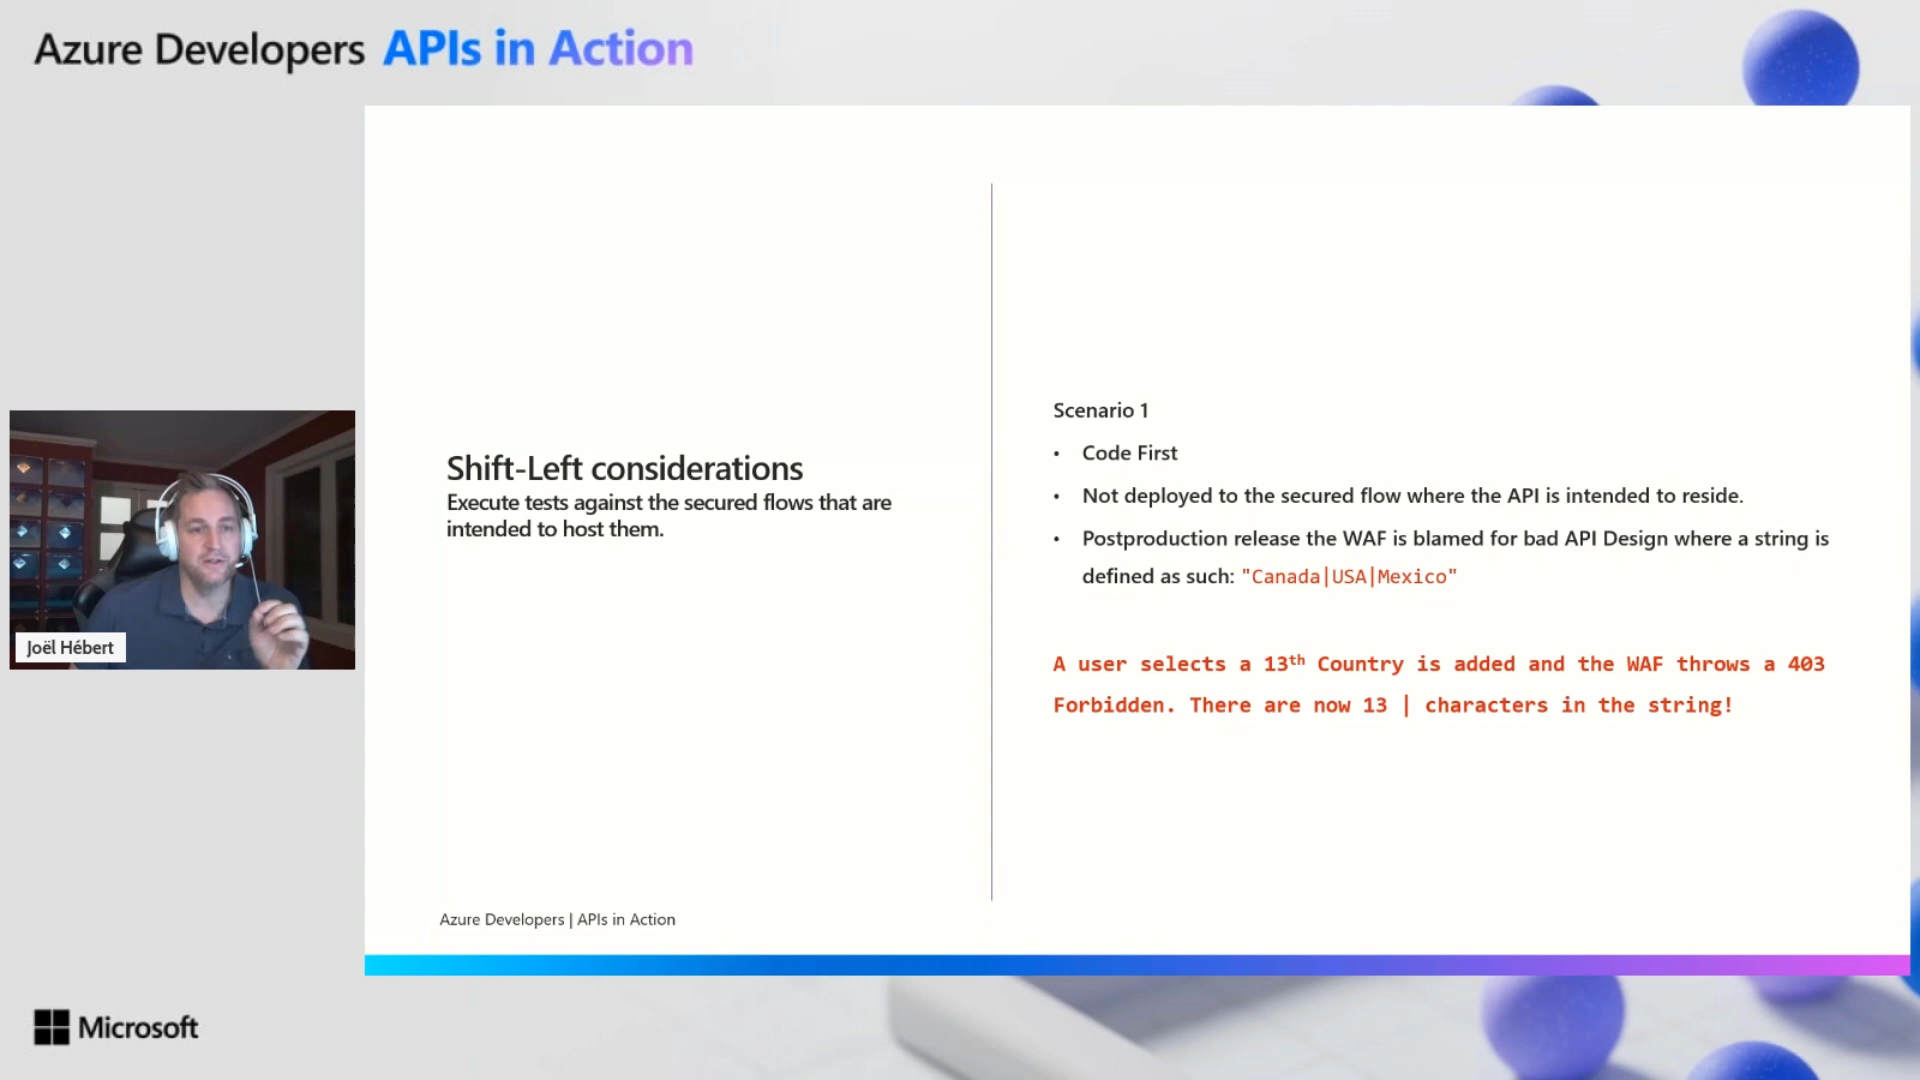 Azure Developers APIs in Action
Joël Hébert
Shift-Left considerations
Execute tests against the secured flows that are
intended to host them.
Scenario 1
• Code First
• Not deployed to the secured flow where the API is intended to reside.
• Postproduction release the WAF is blamed for bad API Design where a string is
defined as such: "Canada|USA|Mexico"
A user selects a 13th Country is added and the WAF throws a 403
Forbidden. There are now 13 | characters in the string!
Azure Developers | APIs in Action
Microsoft